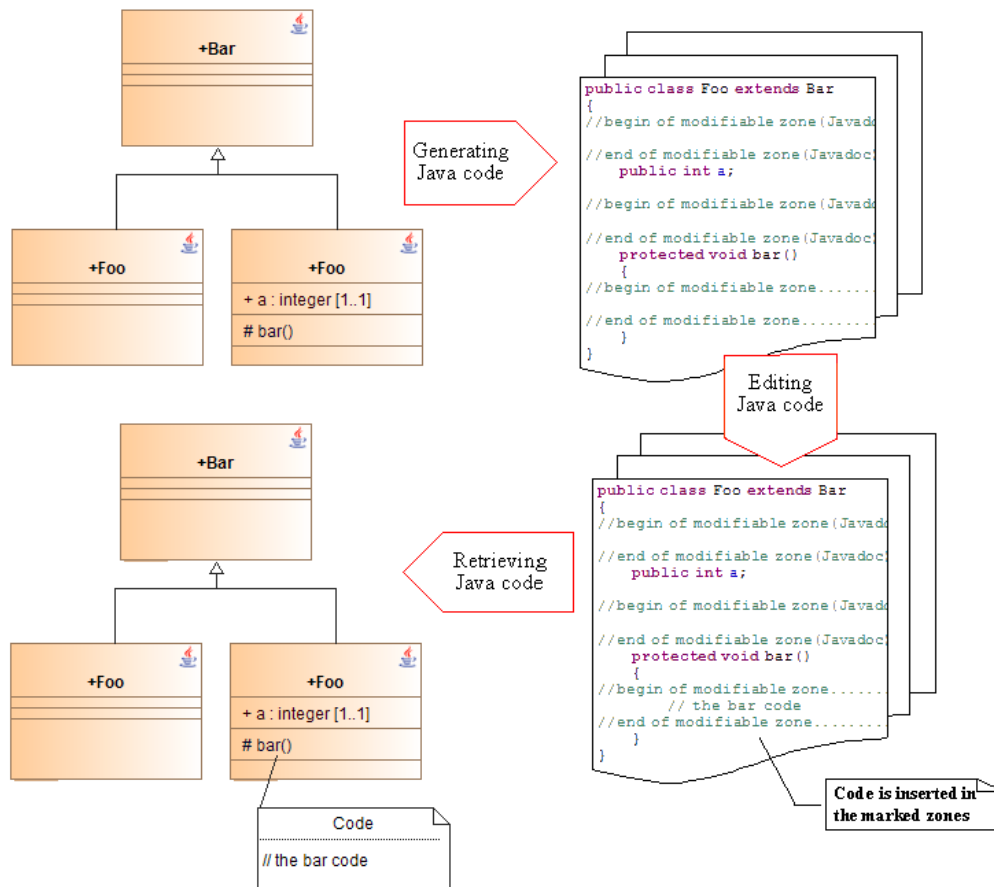 +Bar
+Foo
+Foo
+ a : integer [1..1]
# bar()
Generating
Java code
public class Foo extends Bar
{
//begin of modifiable zone(Javado
//end of modifiable zone(Javadoc)
public int a;
//begin of modifiable zone(Javado
//end of modifiable zone(Javadoc)
protected void bar()
{
//begin of modifiable zone.......
//end of modifiable zone.........
}
}
Editing
Java code
public class Foo extends Bar
{
//begin of modifiable zone(Javado
//end of modifiable zone(Javadoc)
public int a;
//begin of modifiable zone(Javado
//end of modifiable zone(Javadoc)
protected void bar()
{
//begin of modifiable zone.......
// the bar code
//end of modifiable zone.........
}
}
Code is inserted in
the marked zones
Retrieving
Java code
+Bar
+Foo
+Foo
+ a : integer [1..1]
# bar()
Code
// the bar code